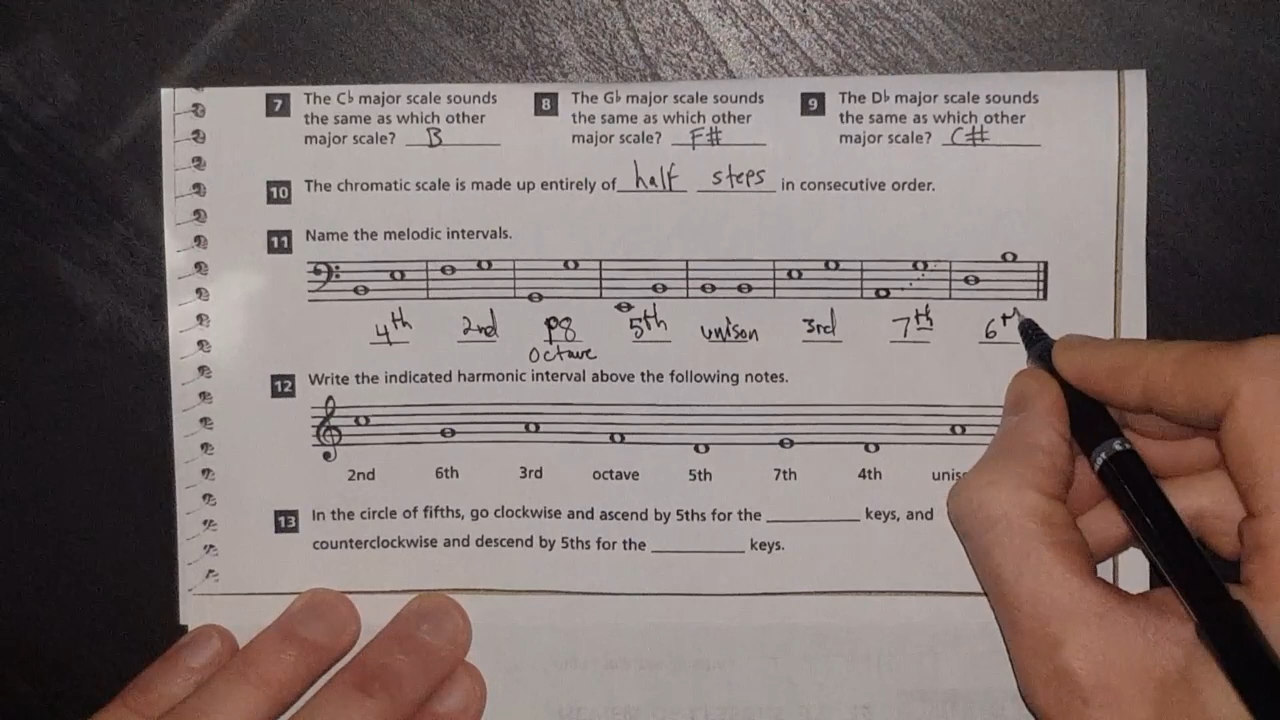 7 The C♭ major scale sounds the same as which other major scale? B
8 The G♭ major scale sounds the same as which other major scale? F#
9 The D♭ major scale sounds the same as which other major scale? C#
10 The chromatic scale is made up entirely of half steps in consecutive order.
11 Name the melodic intervals.
4th 2nd P8 5th unison 3rd 7th 6th
octave
12 Write the indicated harmonic interval above the following notes.
2nd 6th 3rd octave 5th 7th 4th
13 In the circle of fifths, go clockwise and ascend by 5ths for the ________ keys, and
counterclockwise and descend by 5ths for the ________ keys.